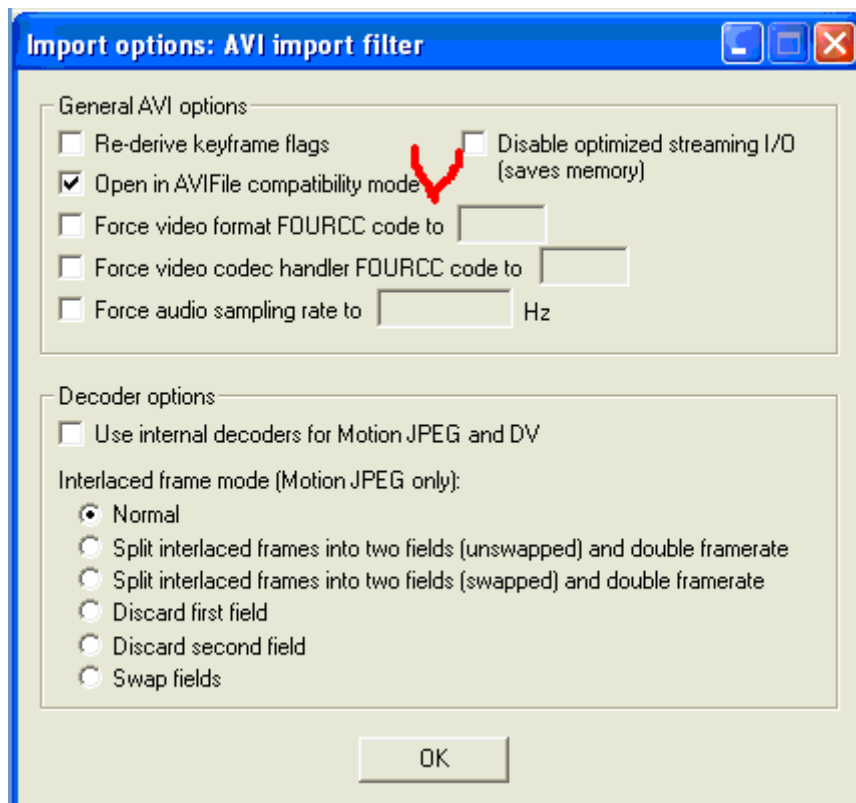 Import options: AVI import filter
General AVI options
Re-derive keyframe flags
Disable optimized streaming I/O
(saves memory)
Open in AVIFile compatibility mode
Force video format FOURCC code to
Force video codec handler FOURCC code to
Force audio sampling rate to Hz
Decoder options
Use internal decoders for Motion JPEG and DV
Interlaced frame mode (Motion JPEG only):
Normal
Split interlaced frames into two fields (unswapped) and double framerate
Split interlaced frames into two fields (swapped) and double framerate
Discard first field
Discard second field
Swap fields
OK